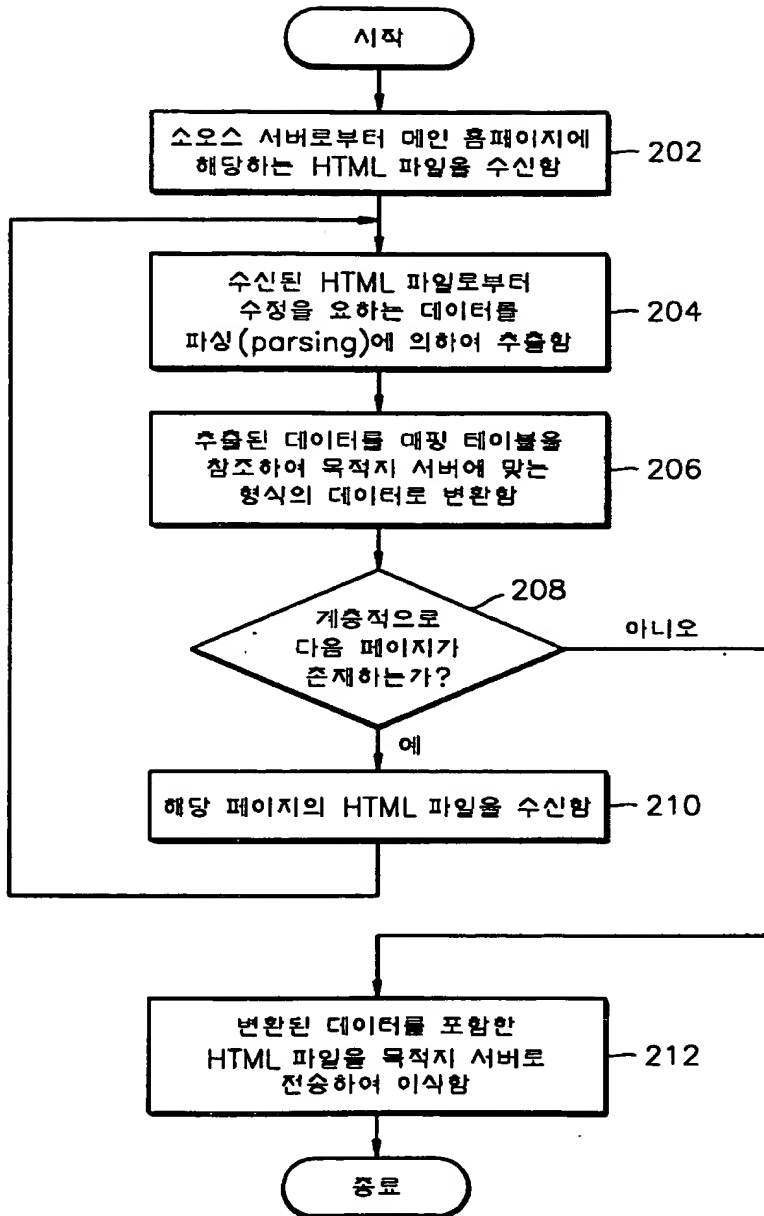 시작
소오스 서버로부터 메인 홈페이지에
해당하는 HTML 파일을 수신함
202
수신된 HTML 파일로부터
수정을 요하는 데이터를
파싱(parsing)에 의하여 추출함
204
추출된 데이터를 매핑 테이블을
참조하여 목적지 서버에 맞는
형식의 데이터로 변환함
206
208
계층적으로
다음 페이지가
존재하는가?
아니오
예
해당 페이지의 HTML 파일을 수신함
210
변환된 데이터를 포함한
HTML 파일을 목적지 서버로
전송하여 이식함
212
종료